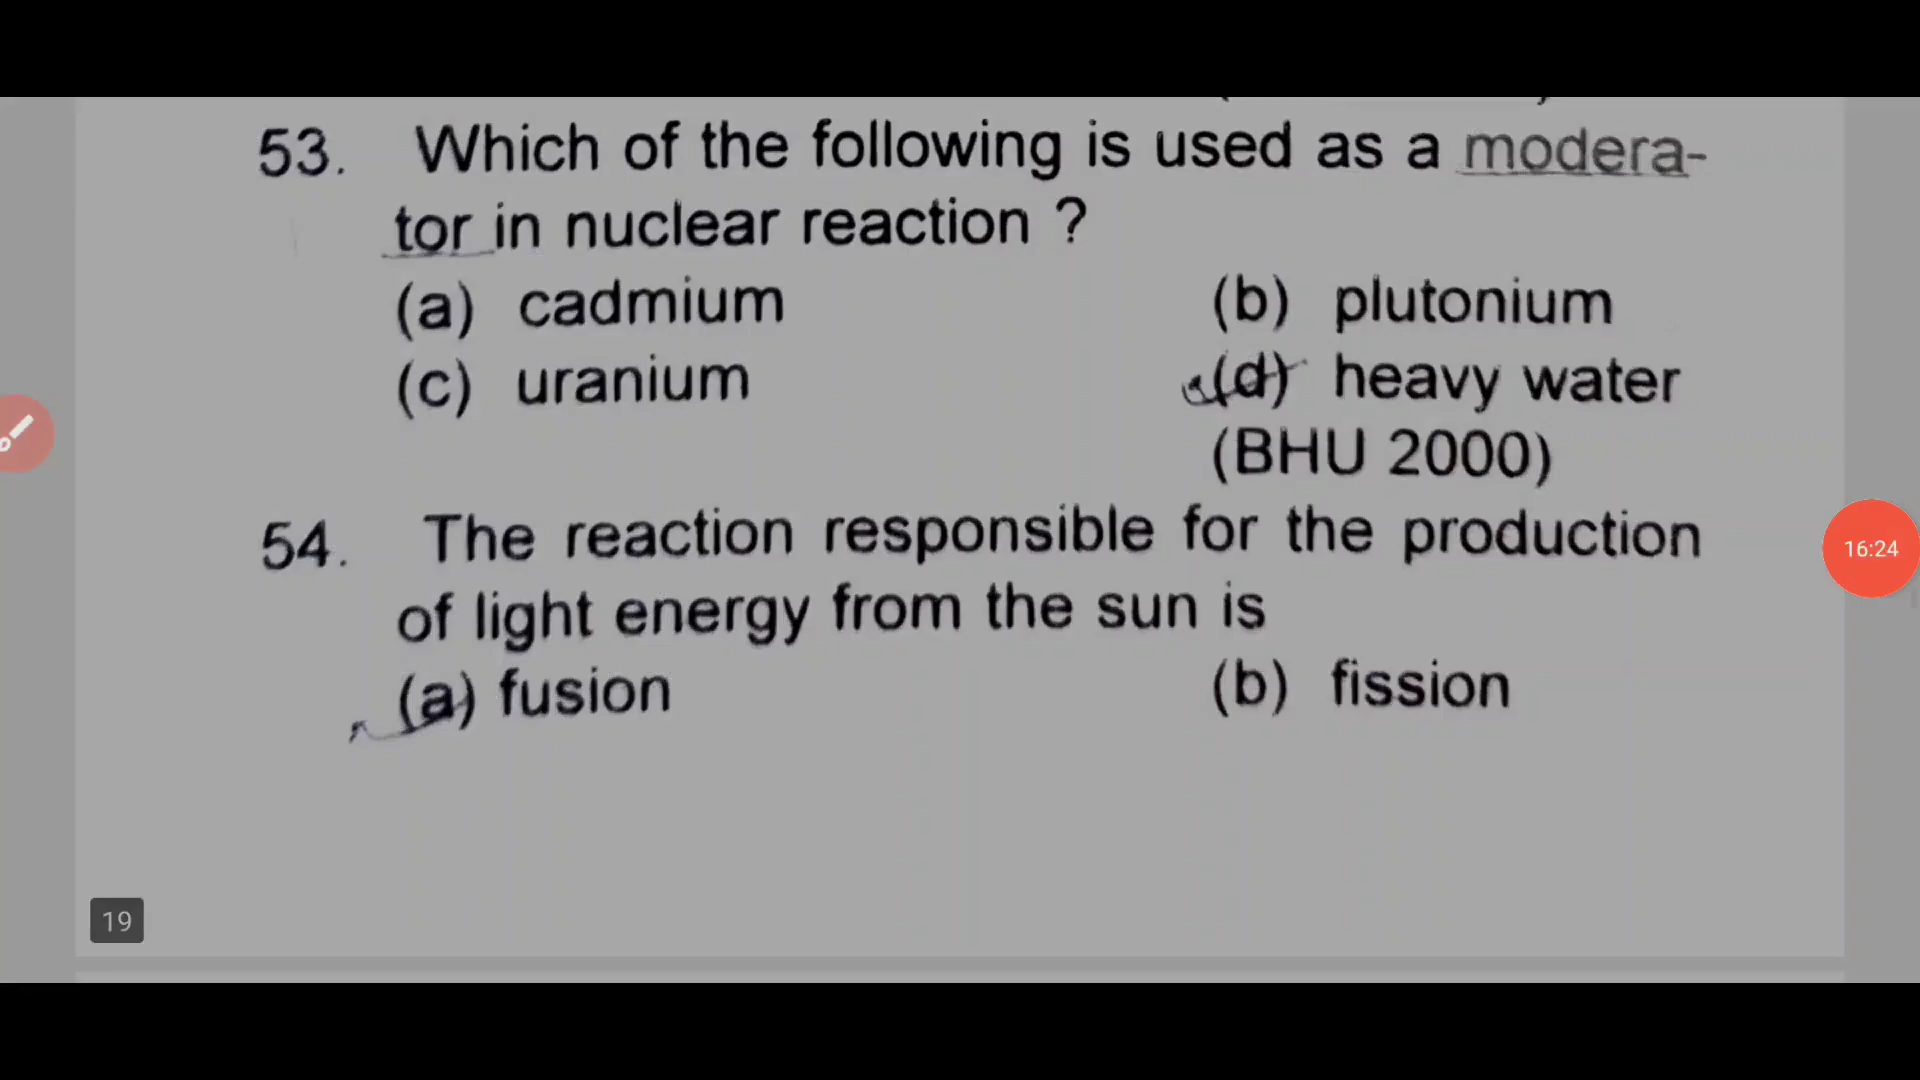 53. Which of the following is used as a modera-
tor in nuclear reaction ?
(a) cadmium (b) plutonium
(c) uranium (d) heavy water
(BHU 2000)
54. The reaction responsible for the production
of light energy from the sun is
(a) fusion (b) fission
16:24
19